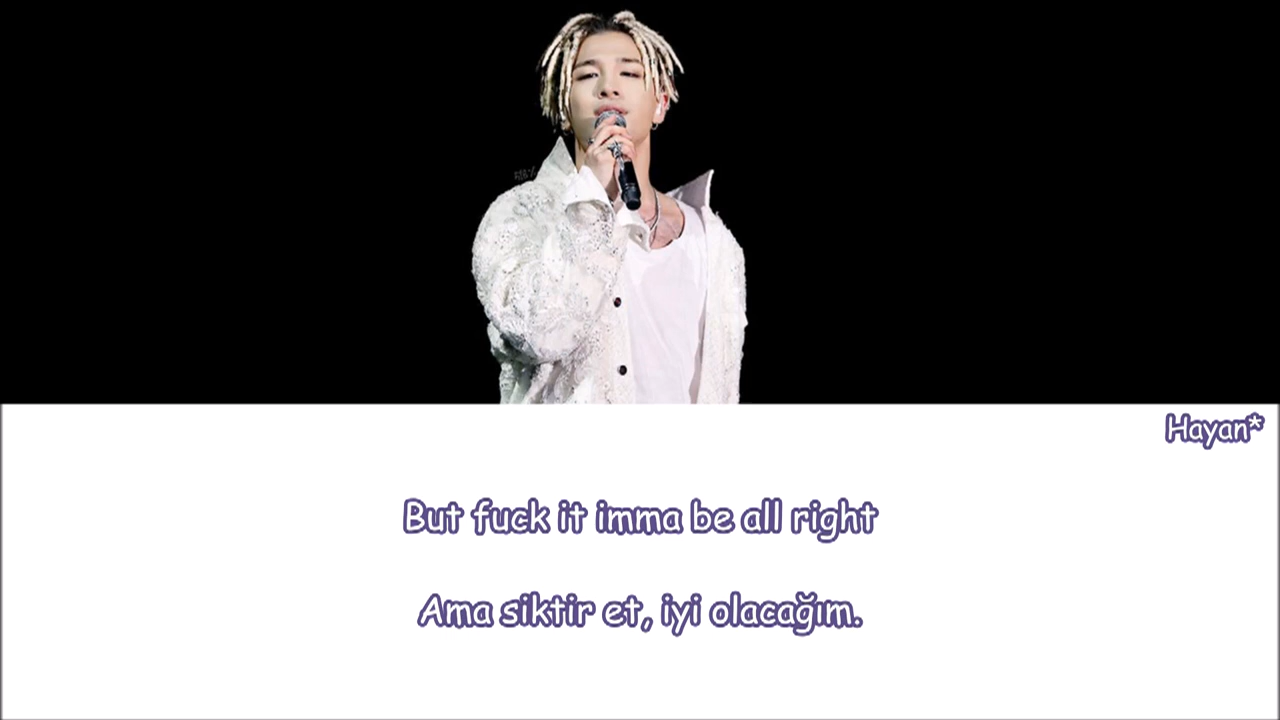 Hayan*
But fuck it imma be all right
Ama siktir et, iyi olacağım.